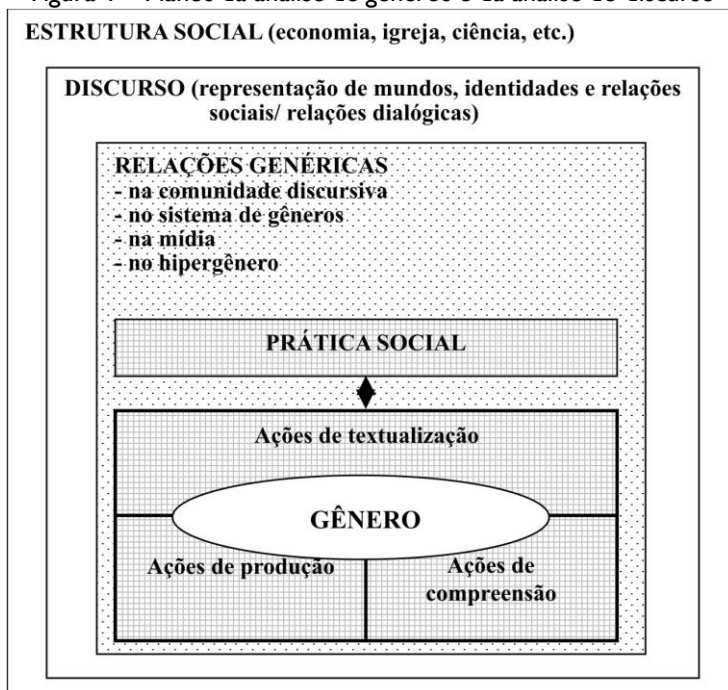 ESTRUTURA SOCIAL (economia, igreja, ciência, etc.)
DISCURSO (representação de mundos, identidades e relações
sociais/ relações dialógicas)
RELAÇÕES GENÉRICAS
- na comunidade discursiva
- no sistema de gêneros
- na mídia
- no hipergênero
PRÁTICA SOCIAL
Ações de textualização
GÊNERO
Ações de produção
Ações de
compreensão